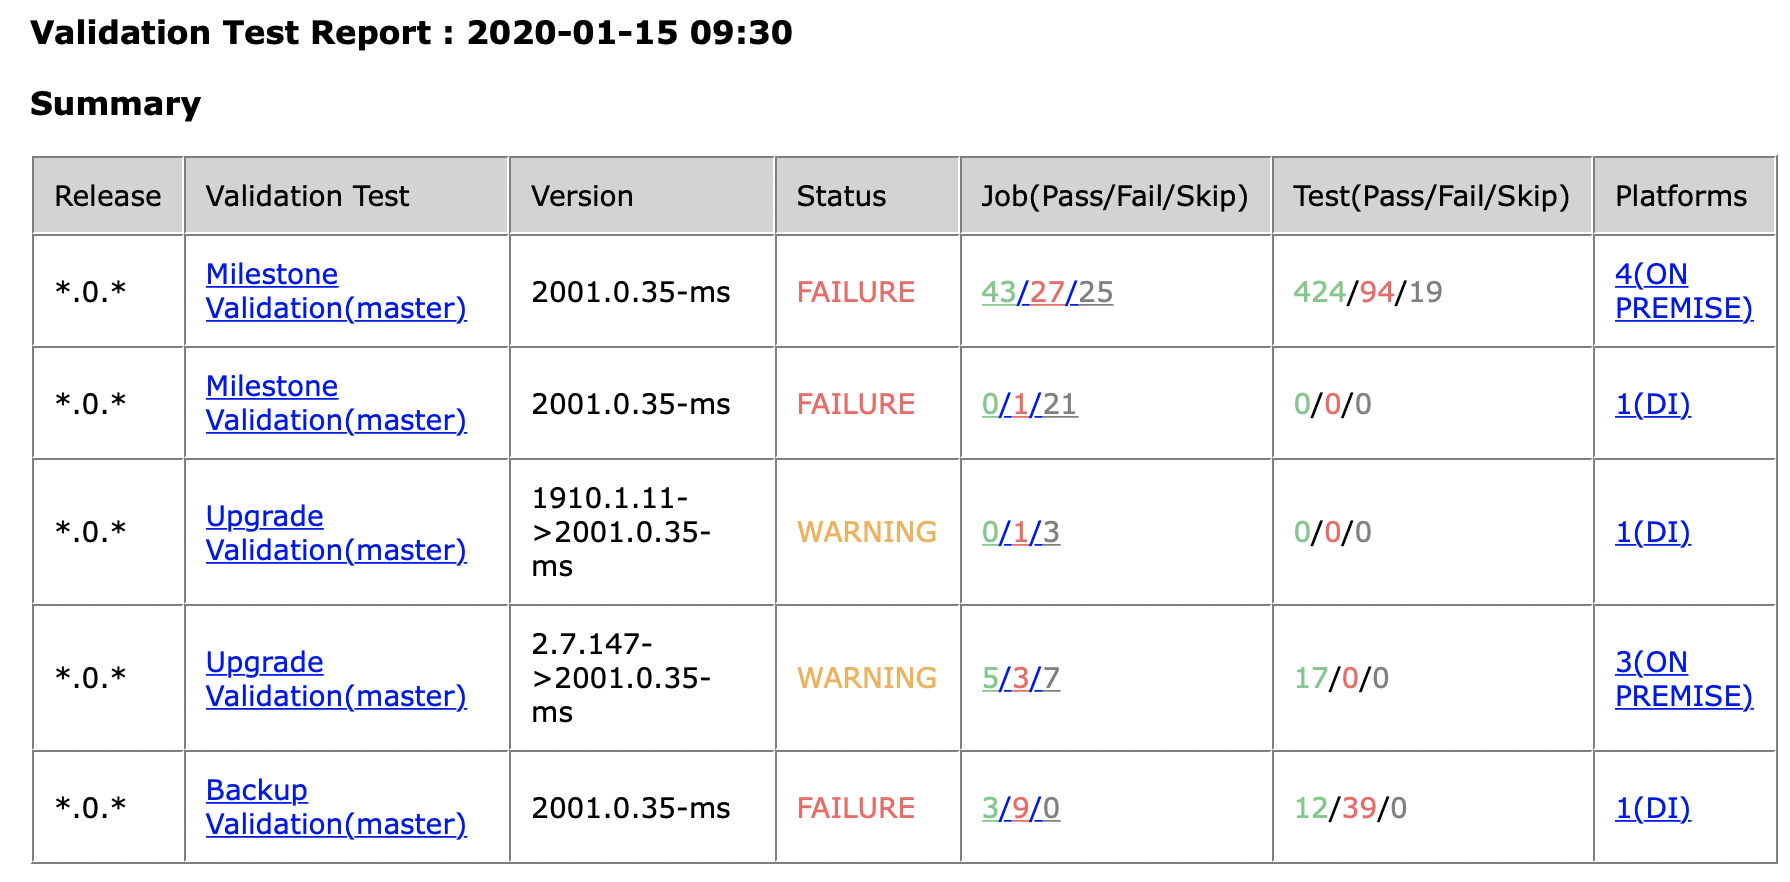 Validation Test Report : 2020-01-15 09:30
Summary
Release Validation Test Version Status Job(Pass/Fail/Skip) Test(Pass/Fail/Skip) Platforms
*.0.* Milestone Validation(master) 2001.0.35-ms FAILURE 43/27/25 424/94/19 4(ON PREMISE)
*.0.* Milestone Validation(master) 2001.0.35-ms FAILURE 0/1/21 0/0/0 1(DI)
*.0.* Upgrade Validation(master) 1910.1.11->2001.0.35-ms WARNING 0/1/3 0/0/0 1(DI)
*.0.* Upgrade Validation(master) 2.7.147->2001.0.35-ms WARNING 5/3/7 17/0/0 3(ON PREMISE)
*.0.* Backup Validation(master) 2001.0.35-ms FAILURE 3/9/0 12/39/0 1(DI)